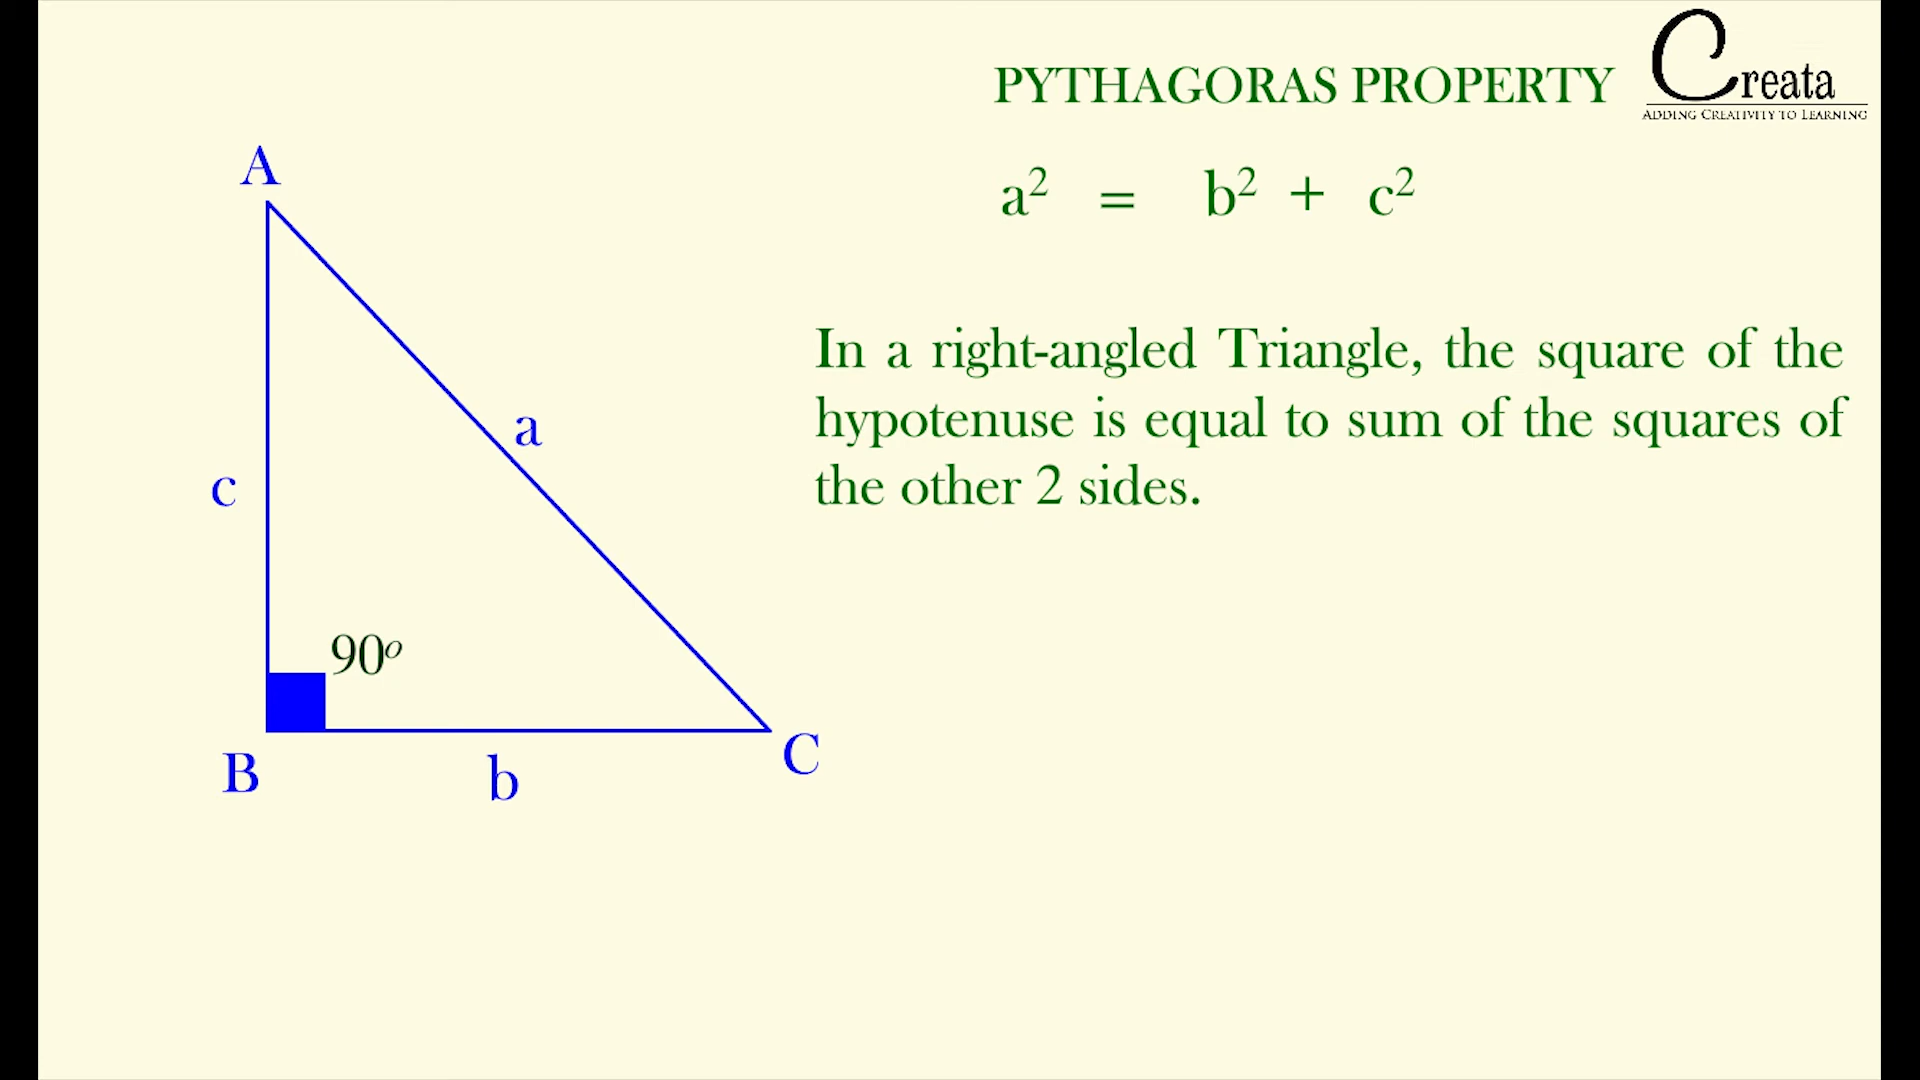 PYTHAGORAS PROPERTY
Creata
ADDING CREATIVITY TO LEARNING
a² = b² + c²
A
In a right-angled Triangle, the square of the
hypotenuse is equal to sum of the squares of
the other 2 sides.
a
c
90º
B
b
C